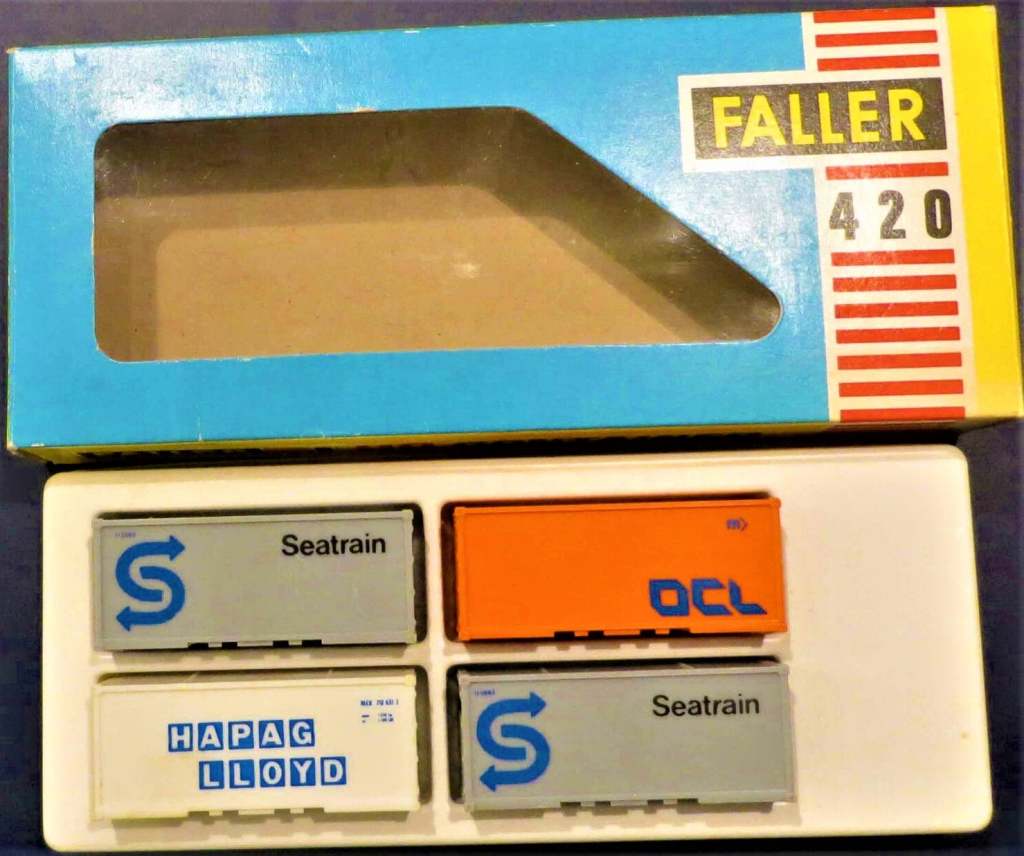 FALLER
420
Seatrain
OCL
HAPAG
LLOYD
Seatrain